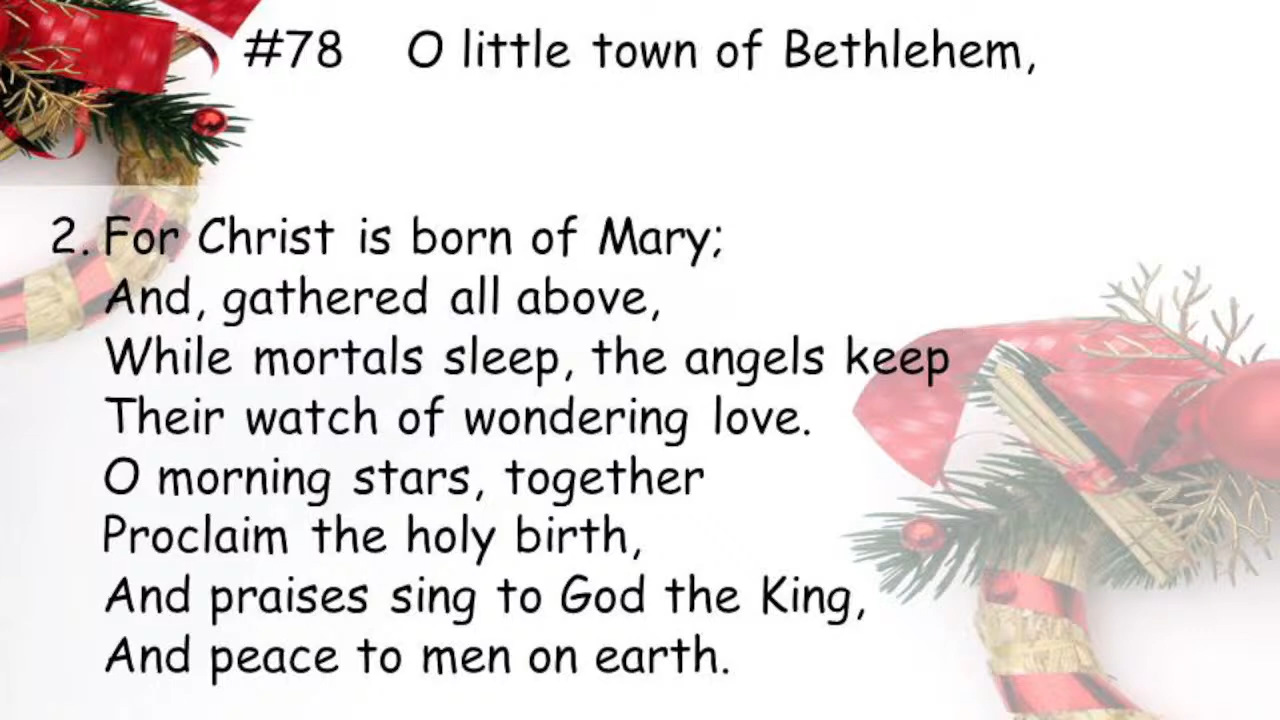 #78 O little town of Bethlehem,
2. For Christ is born of Mary;
And, gathered all above,
While mortals sleep, the angels keep
Their watch of wondering love.
O morning stars, together
Proclaim the holy birth,
And praises sing to God the King,
And peace to men on earth.